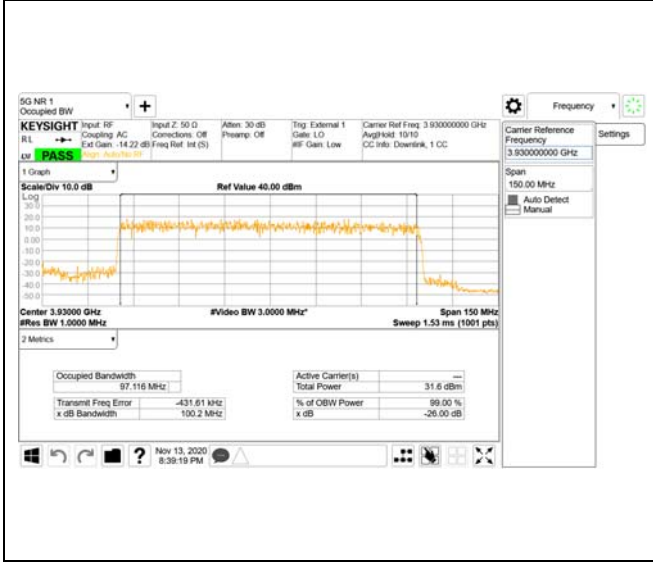 5G NR 1
Occupied BW
Frequency
KEYSIGHT
Input: RF
Coupling: AC
Ext Gain: -14.22 dB
Align: Auto/No RF
Input Z: 50 Ω
Corrections: Off
Freq Ref: Int (S)
Atten: 30 dB
Preamp: Off
Trig: External 1
Gate: LO
#IF Gain: Low
Carrier Ref Freq: 3.930000000 GHz
Avg|Hold: 10/10
CC Info: Downlink, 1 CC
R L
PASS
Carrier Reference
Frequency
3.930000000 GHz
Settings
Span
150.00 MHz
Auto Detect
Manual
1 Graph
Scale/Div 10.0 dB
Ref Value 40.00 dBm
Log
30.0
20.0
10.0
0.00
-10.0
-20.0
-30.0
-40.0
-50.0
Center 3.93000 GHz
#Video BW 3.0000 MHz*
Span 150 MHz
#Res BW 1.0000 MHz
Sweep 1.53 ms (1001 pts)
2 Metrics
Occupied Bandwidth
97.116 MHz
Active Carrier(s) ---
Total Power 31.6 dBm
Transmit Freq Error -431.61 kHz
% of OBW Power 99.00 %
x dB Bandwidth 100.2 MHz
x dB -26.00 dB
Nov 13, 2020
8:39:19 PM